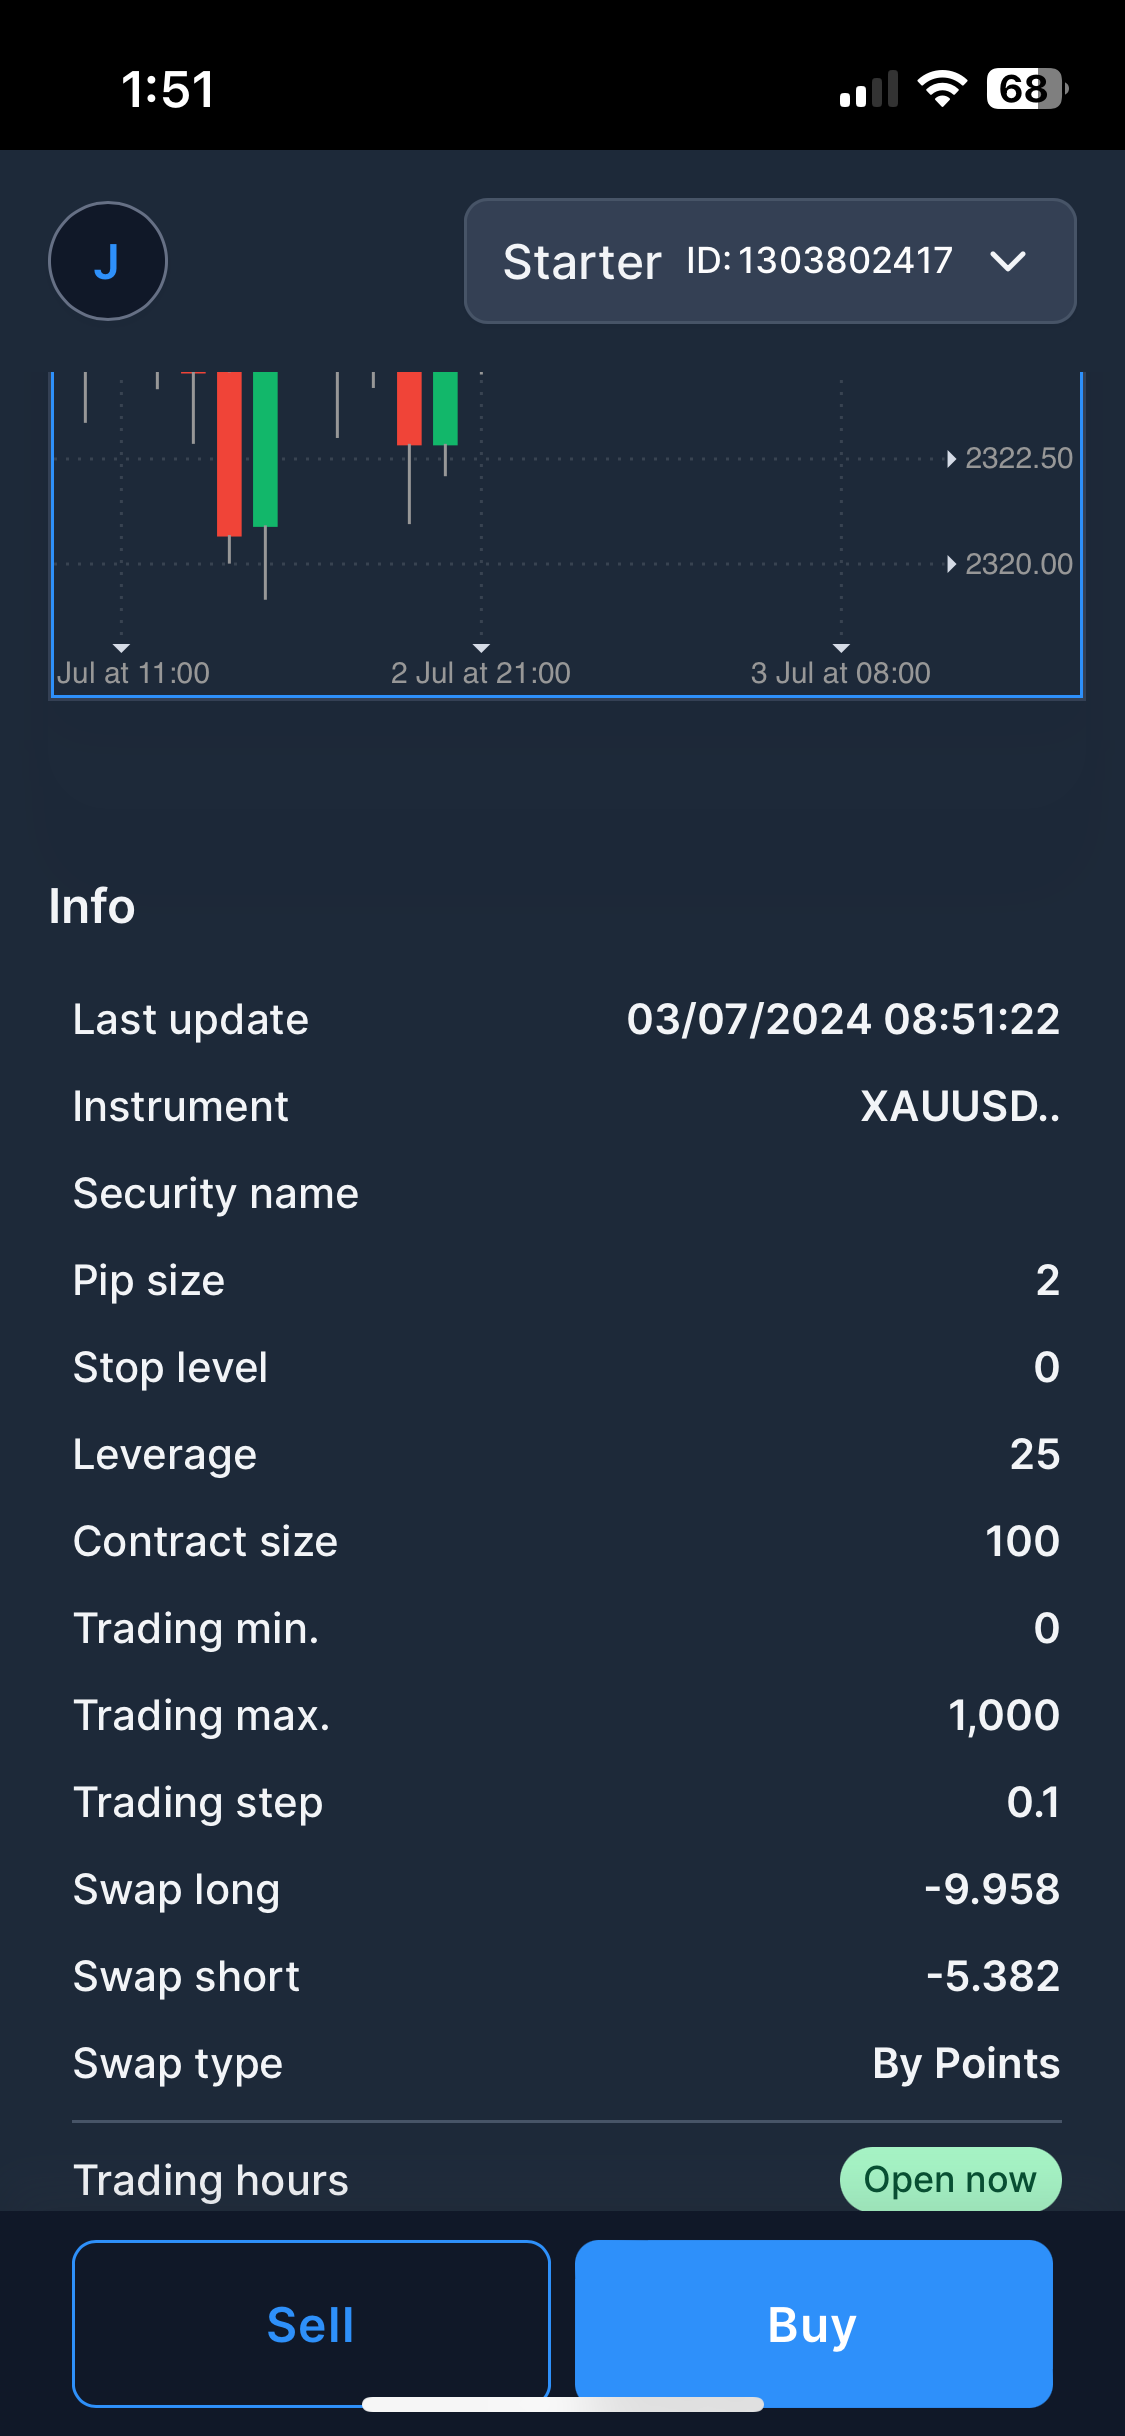 1:51
68
J
Starter ID: 1303802417
2322.50
2320.00
Jul at 11:00 2 Jul at 21:00 3 Jul at 08:00
Info
Last update 03/07/2024 08:51:22
Instrument XAUUSD..
Security name
Pip size 2
Stop level 0
Leverage 25
Contract size 100
Trading min. 0
Trading max. 1,000
Trading step 0.1
Swap long -9.958
Swap short -5.382
Swap type By Points
Trading hours Open now
Sell Buy